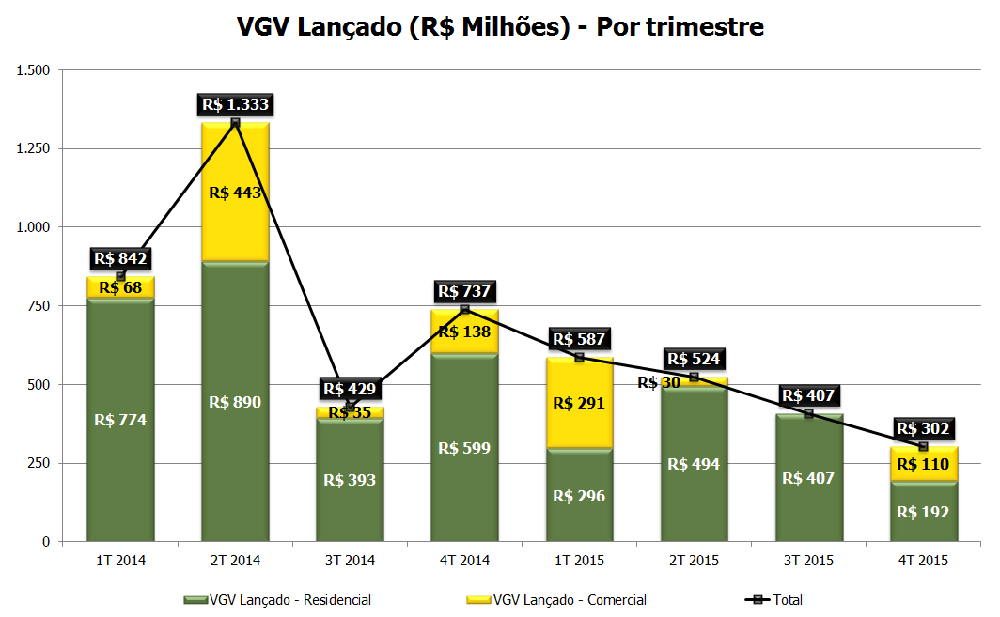 VGV Lançado (R$ Milhões) - Por trimestre
1.500
1.250
1.000
750
500
250
0
R$ 842
R$ 68
R$ 774
R$ 1.333
R$ 443
R$ 890
R$ 429
R$ 35
R$ 393
R$ 737
R$ 138
R$ 599
R$ 587
R$ 291
R$ 296
R$ 524
R$ 30
R$ 494
R$ 407
R$ 407
R$ 302
R$ 110
R$ 192
1T 2014 2T 2014 3T 2014 4T 2014 1T 2015 2T 2015 3T 2015 4T 2015
VGV Lançado - Residencial VGV Lançado - Comercial Total